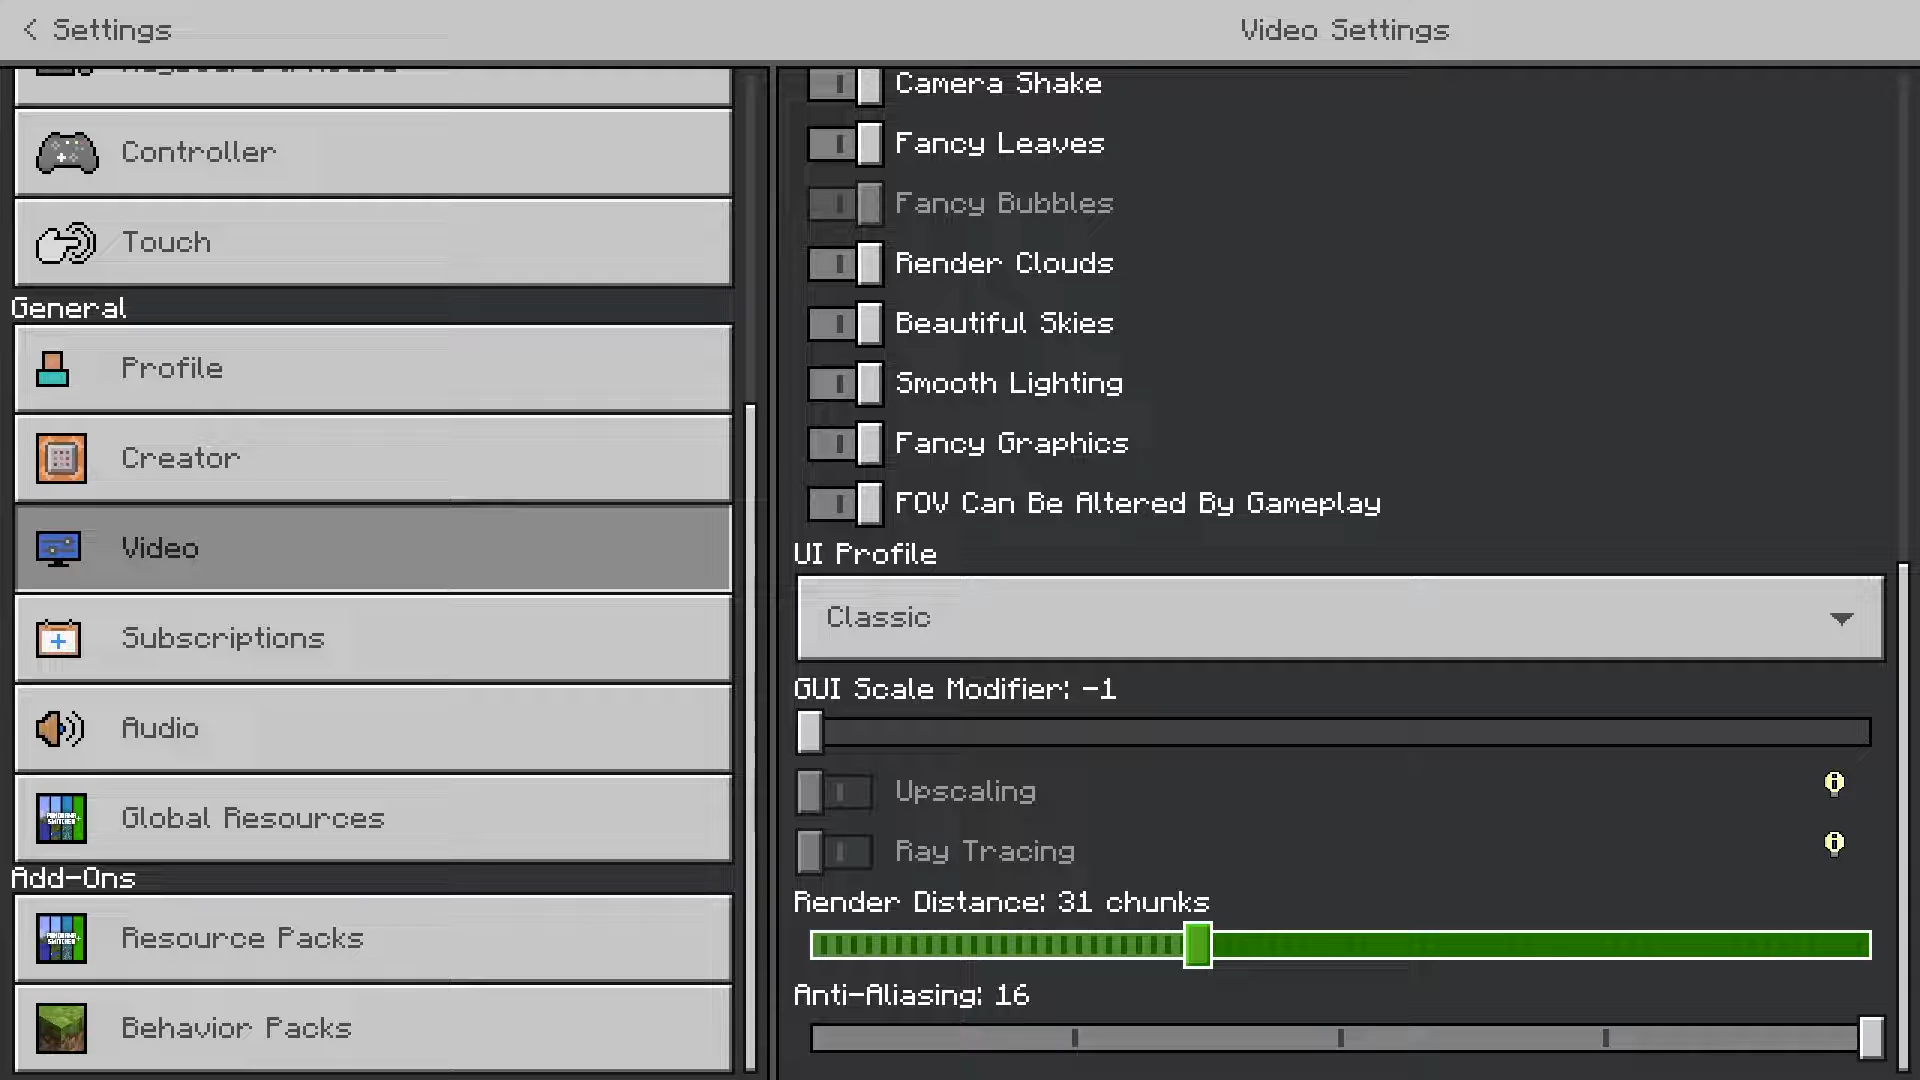 Settings
Video Settings
Controller
Touch
General
Profile
Creator
Video
Subscriptions
Audio
Global Resources
Add-Ons
Resource Packs
Behavior Packs
Camera Shake
Fancy Leaves
Fancy Bubbles
Render Clouds
Beautiful Skies
Smooth Lighting
Fancy Graphics
FOV Can Be Altered By Gameplay
UI Profile
Classic
GUI Scale Modifier: -1
Upscaling
Ray Tracing
Render Distance: 31 chunks
Anti-Aliasing: 16